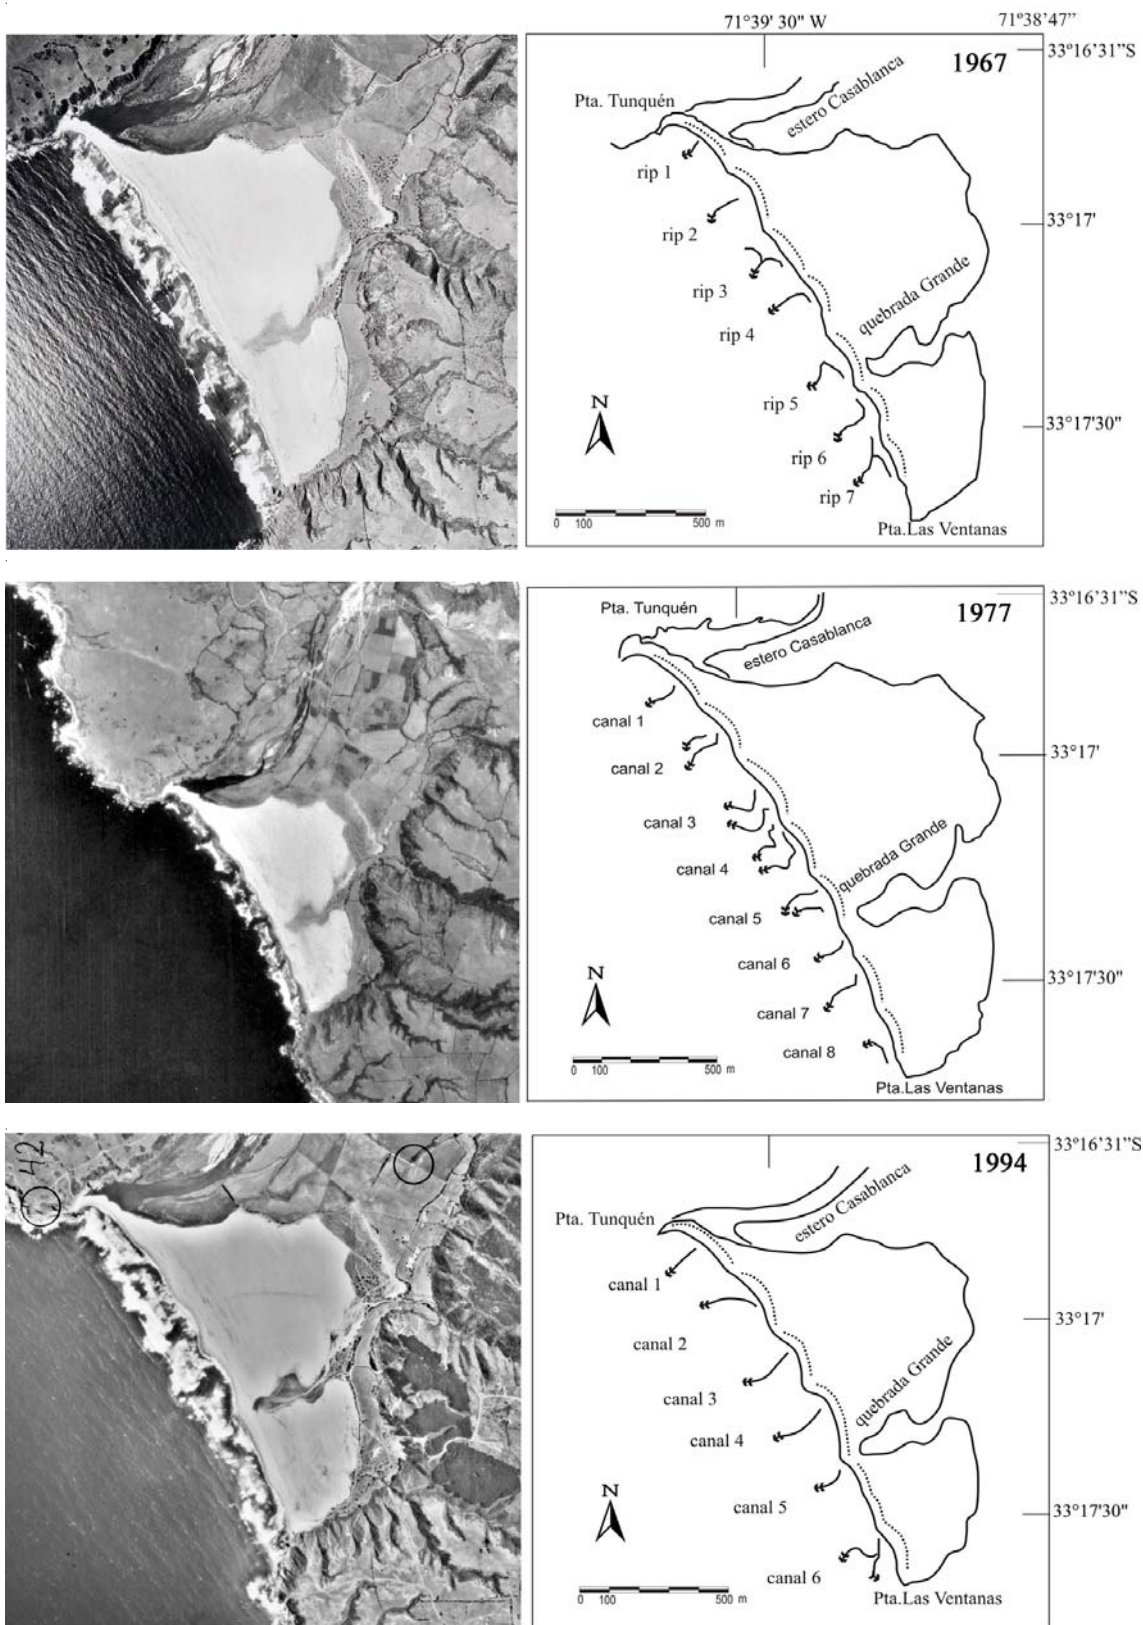 71°39' 30" W
71°38'47”
33°16'31”S
1967
estero Casablanca
Pta. Tunquén
rip 1
33°17'
rip 2
quebrada Grande
rip 3
rip 4
33°17'30"
rip 5
N
rip 6
rip 7
0 100 500 m
Pta.Las Ventanas
33°16'31”S
1977
Pta. Tunquén
estero Casablanca
canal 1
33°17'
canal 2
canal 3
quebrada Grande
canal 4
canal 5
canal 6
N
33°17'30"
canal 7
canal 8
0 100 500 m
Pta.Las Ventanas
42
33°16'31”S
1994
estero Casablanca
Pta. Tunquén
canal 1
33°17'
canal 2
quebrada Grande
canal 3
canal 4
N
canal 5
33°17'30"
canal 6
0 100 500 m
Pta.Las Ventanas